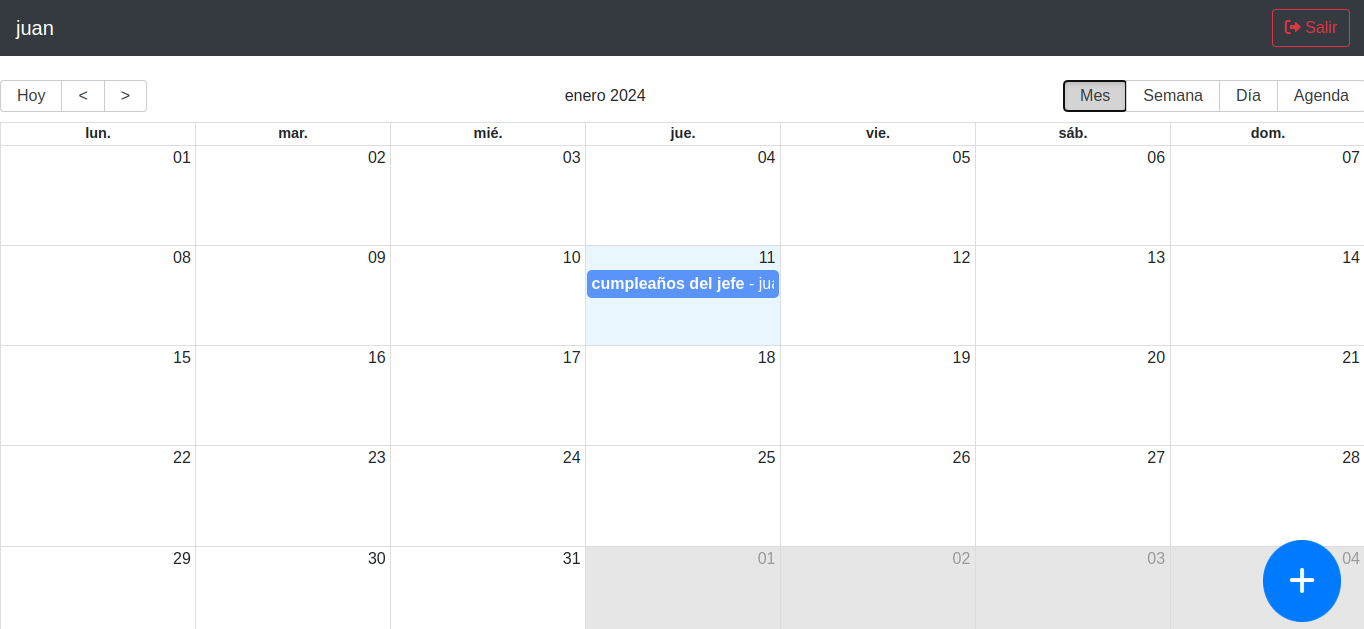 juan Salir
Hoy < > enero 2024 Mes Semana Día Agenda
lun. mar. mié. jue. vie. sáb. dom.
01 02 03 04 05 06 07
08 09 10 11 12 13 14
cumpleaños del jefe -
15 16 17 18 19 20 21
22 23 24 25 26 27 28
29 30 31 01 02 03 04